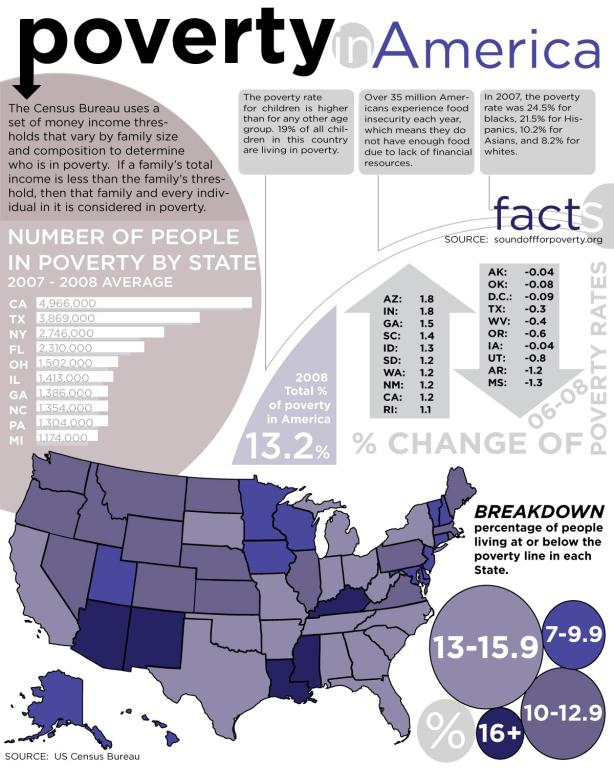 poverty in America
The Census Bureau uses a
set of money income thres-
holds that vary by family size
and composition to determine
who is in poverty. If a family's total
income is less than the family's thres-
hold, then that family and every indiv-
idual in it is considered in poverty.
The poverty rate
for children is higher
than for any other age
group. 19% of all chil-
dren in this country
are living in poverty.
Over 35 million Amer-
icans experience food
insecurity each year,
which means they do
not have enough food
due to lack of financial
resources.
In 2007, the poverty
rate was 24.5% for
blacks, 21.5% for His-
panics, 10.2% for
Asians, and 8.2% for
whites.
facts
SOURCE: soundoffforpoverty.org
NUMBER OF PEOPLE
IN POVERTY BY STATE
2007 - 2008 AVERAGE
CA 4,966,000
TX 3,869,000
NY 2,746,000
FL 2,310,000
OH 1,502,000
IL 1,413,000
GA 1,386,000
NC 1,354,000
PA 1,304,000
MI 1,174,000
2008
Total %
of poverty
in America
13.2%
AZ: 1.8
IN: 1.8
GA: 1.5
SC: 1.4
ID: 1.3
SD: 1.2
WA: 1.2
NM: 1.2
CA: 1.2
RI: 1.1
AK: -0.04
OK: -0.08
D.C.: -0.09
TX: -0.3
WV: -0.4
OR: -0.6
IA: -0.04
UT: -0.8
AR: -1.2
MS: -1.3
06-08
% CHANGE OF
POVERTY RATES
BREAKDOWN
percentage of people
living at or below the
poverty line in each
State.
13-15.9
7-9.9
10-12.9
%
16+
SOURCE: US Census Bureau